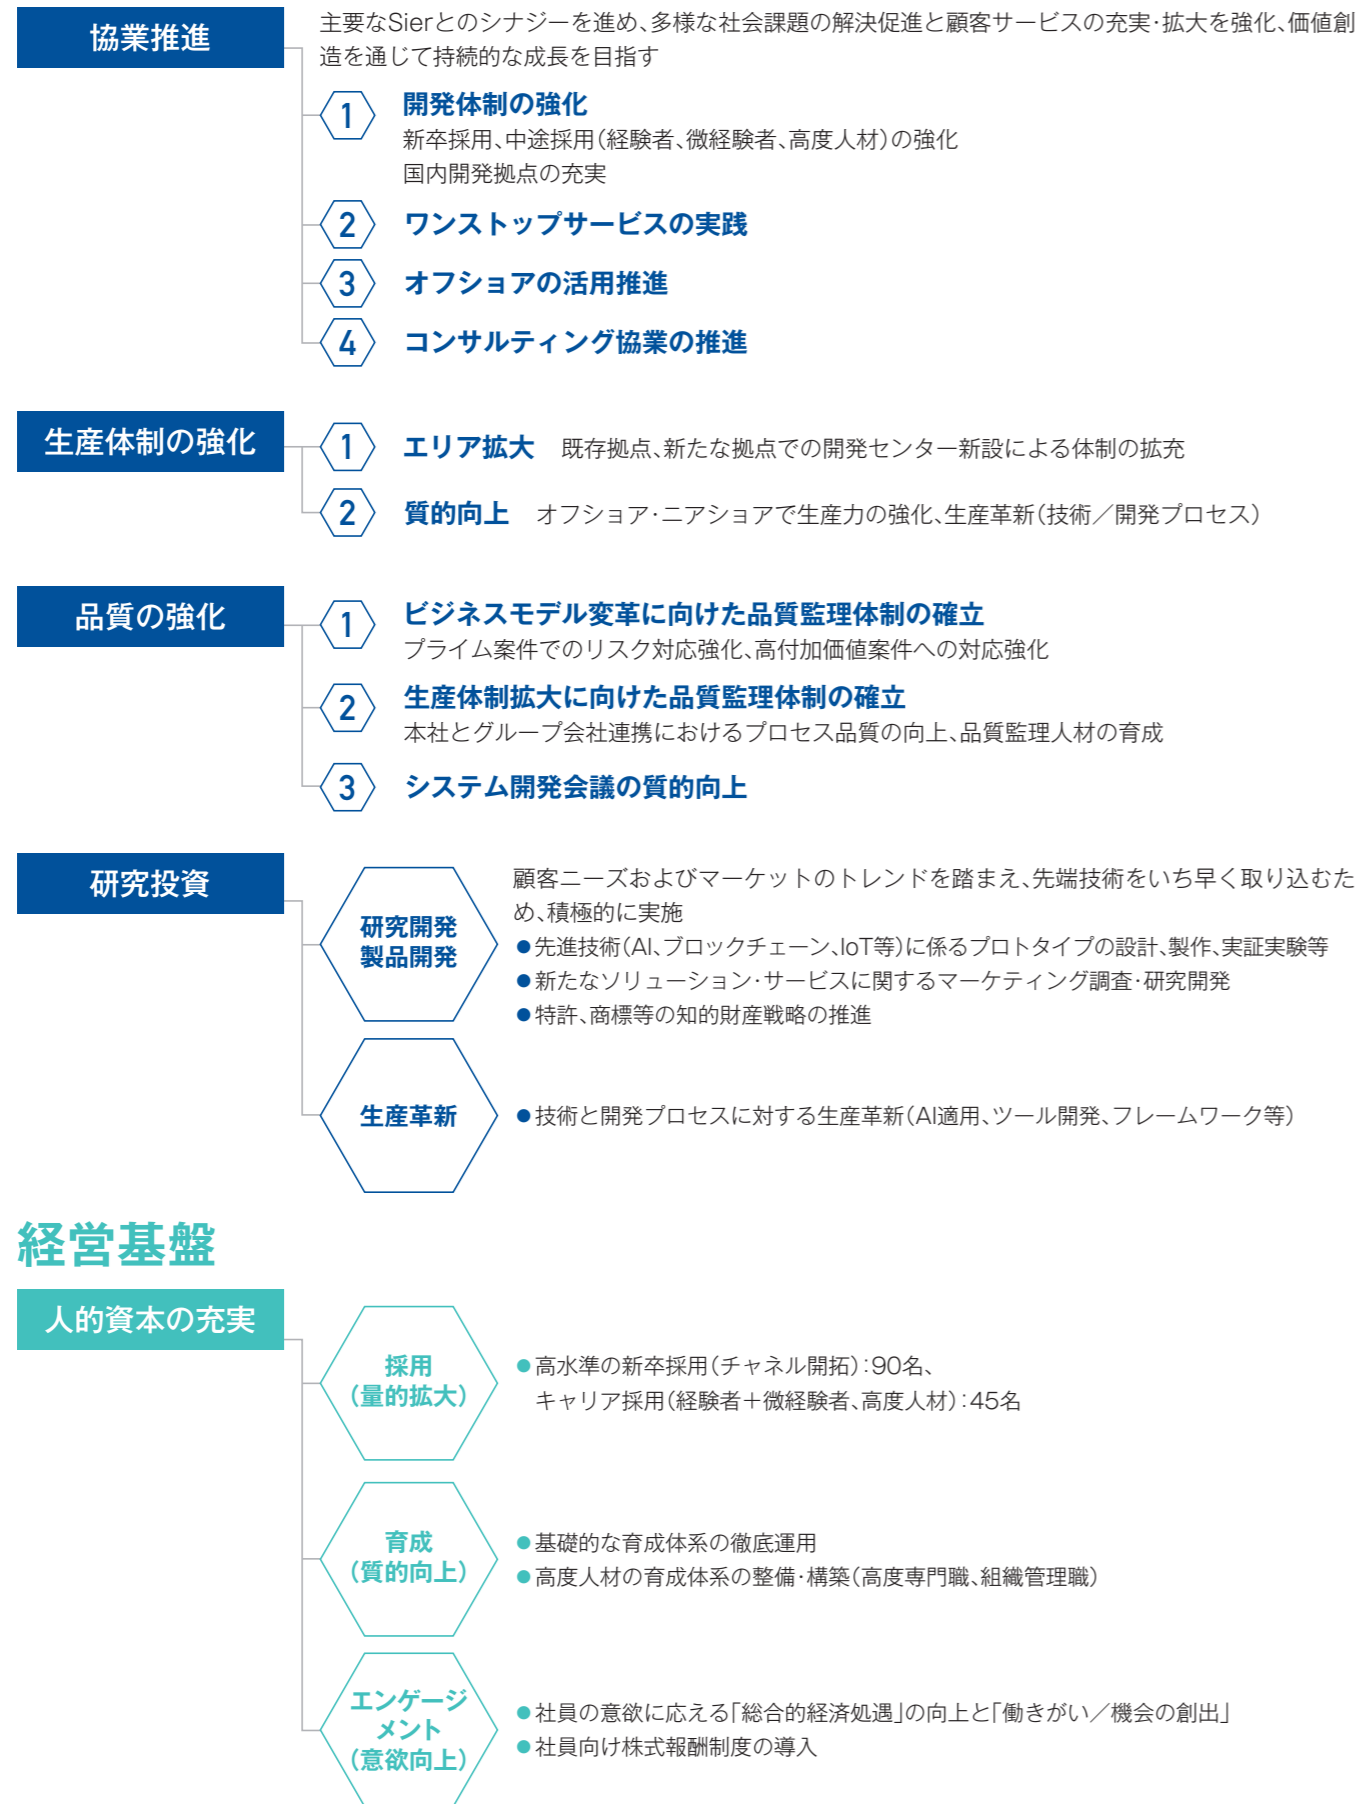 協業推進
主要なSierとのシナジーを進め、多様な社会課題の解決促進と顧客サービスの充実・拡大を強化、価値創
造を通じて持続的な成長を目指す
1 開発体制の強化
新卒採用、中途採用（経験者、微経験者、高度人材）の強化
国内開発拠点の充実
2 ワンストップサービスの実践
3 オフショアの活用推進
4 コンサルティング協業の推進
生産体制の強化
1 エリア拡大 既存拠点、新たな拠点での開発センター新設による体制の拡充
2 質的向上 オフショア・ニアショアで生産力の強化、生産革新（技術／開発プロセス）
品質の強化
1 ビジネスモデル変革に向けた品質監理体制の確立
プライム案件でのリスク対応強化、高付加価値案件への対応強化
2 生産体制拡大に向けた品質監理体制の確立
本社とグループ会社連携におけるプロセス品質の向上、品質監理人材の育成
3 システム開発会議の質的向上
研究投資
研究開発
製品開発
顧客ニーズおよびマーケットのトレンドを踏まえ、先端技術をいち早く取り込むた
め、積極的に実施
●先進技術（AI、ブロックチェーン、IoT等）に係るプロトタイプの設計、製作、実証実験等
●新たなソリューション・サービスに関するマーケティング調査・研究開発
●特許、商標等の知的財産戦略の推進
生産革新
●技術と開発プロセスに対する生産革新（AI適用、ツール開発、フレームワーク等）
経営基盤
人的資本の充実
採用
（量的拡大）
●高水準の新卒採用（チャネル開拓）：90名、
キャリア採用（経験者＋微経験者、高度人材）：45名
育成
（質的向上）
●基礎的な育成体系の徹底運用
●高度人材の育成体系の整備・構築（高度専門職、組織管理職）
エンゲージ
メント
（意欲向上）
●社員の意欲に応える「総合的経済処遇」の向上と「働きがい／機会の創出」
●社員向け株式報酬制度の導入